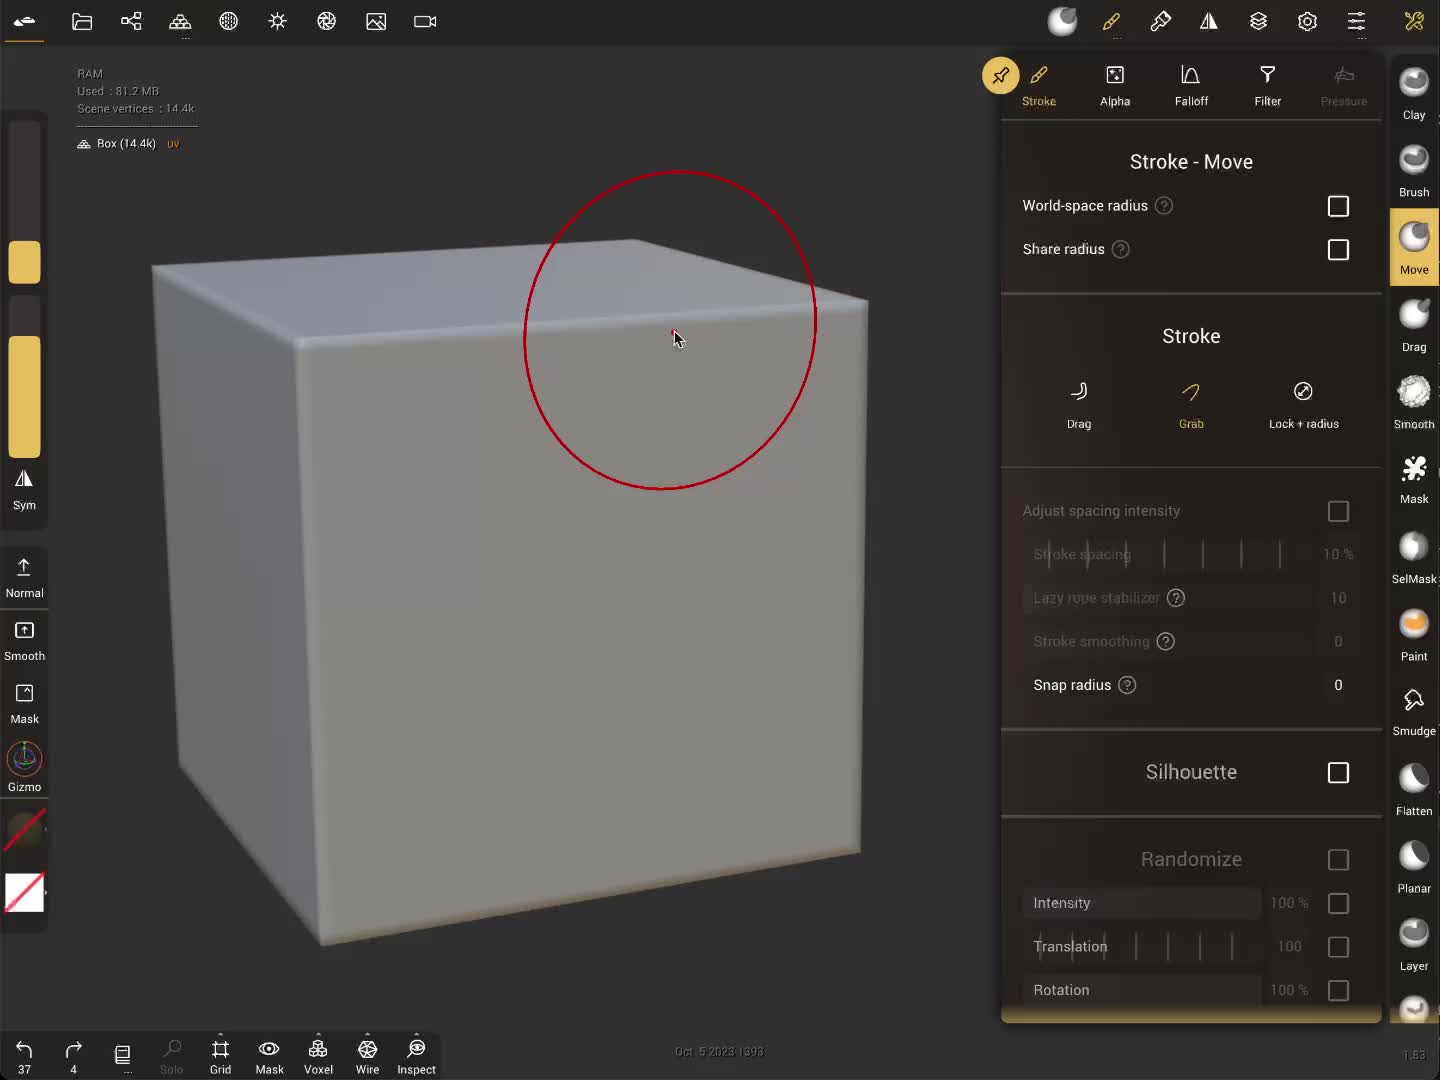 RAM
Used : 81.2 MB
Scene vertices : 14.4k
Box (14.4k) uv
Sym
Normal
Smooth
Mask
Gizmo
37
4
Solo
Grid
Mask
Voxel
Wire
Inspect
Oct 5 2023 1393
1.83
Stroke
Alpha
Falloff
Filter
Pressure
Stroke - Move
World-space radius ?
Share radius ?
Stroke
Drag
Grab
Lock + radius
Adjust spacing intensity
Stroke spacing 10 %
Lazy rope stabilizer ? 10
Stroke smoothing ? 0
Snap radius ? 0
Silhouette
Randomize
Intensity 100 %
Translation 100
Rotation 100 %
Clay
Brush
Move
Drag
Smooth
Mask
SelMask
Paint
Smudge
Flatten
Planar
Layer